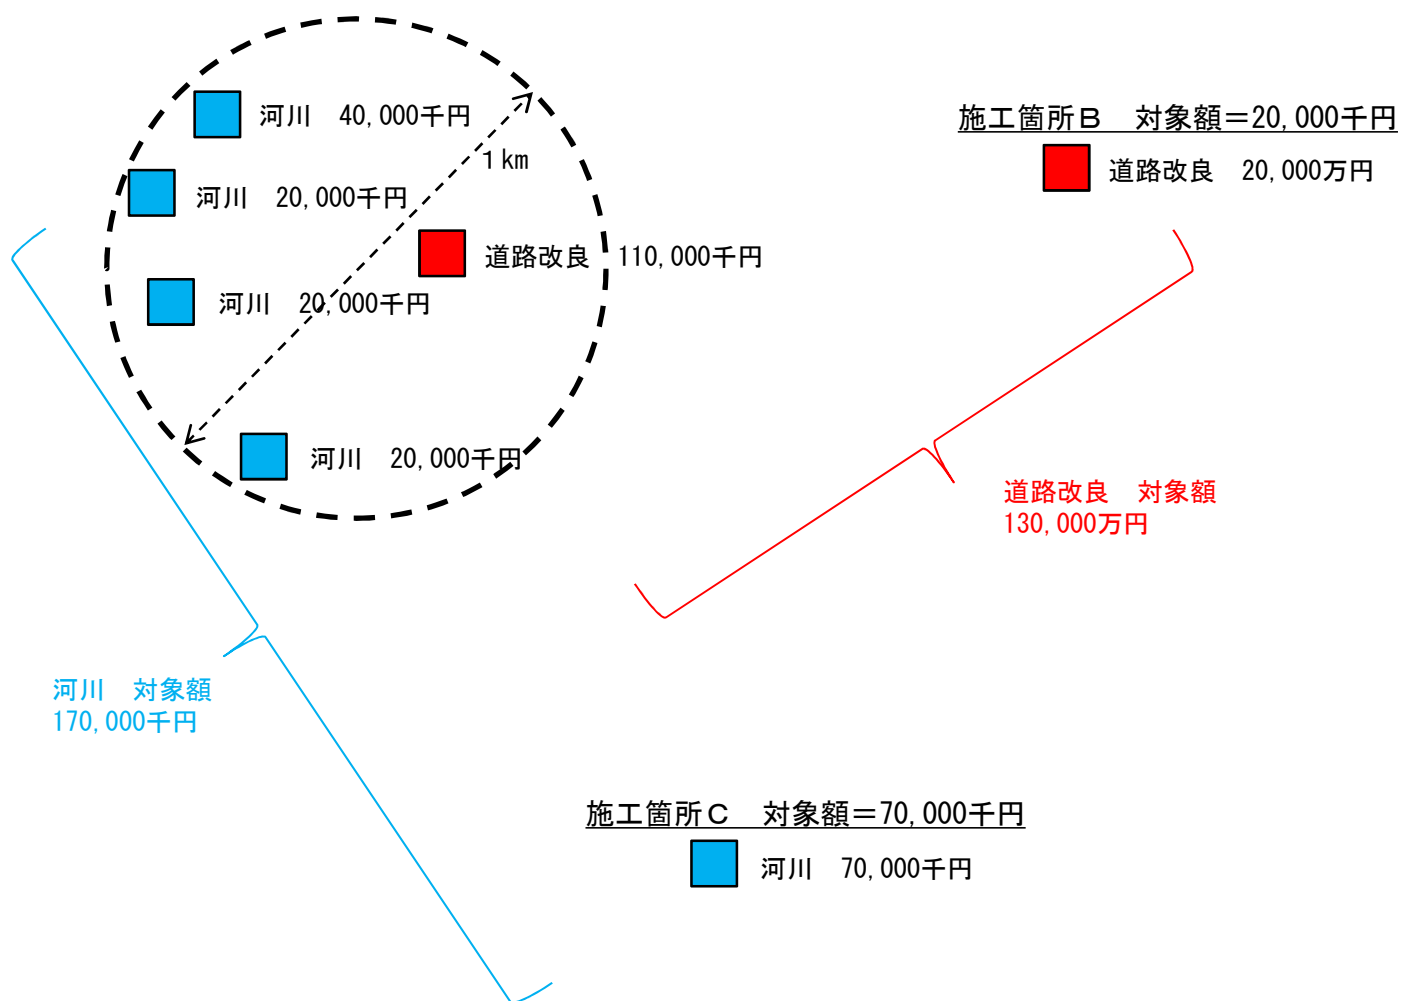 河川　40,000千円
1km
河川　20,000千円
道路改良　110,000千円
河川　20,000千円
河川　20,000千円
施工箇所B　対象額＝20,000千円
道路改良　20,000万円
道路改良　対象額
130,000万円
河川　対象額
170,000千円
施工箇所C　対象額＝70,000千円
河川　70,000千円